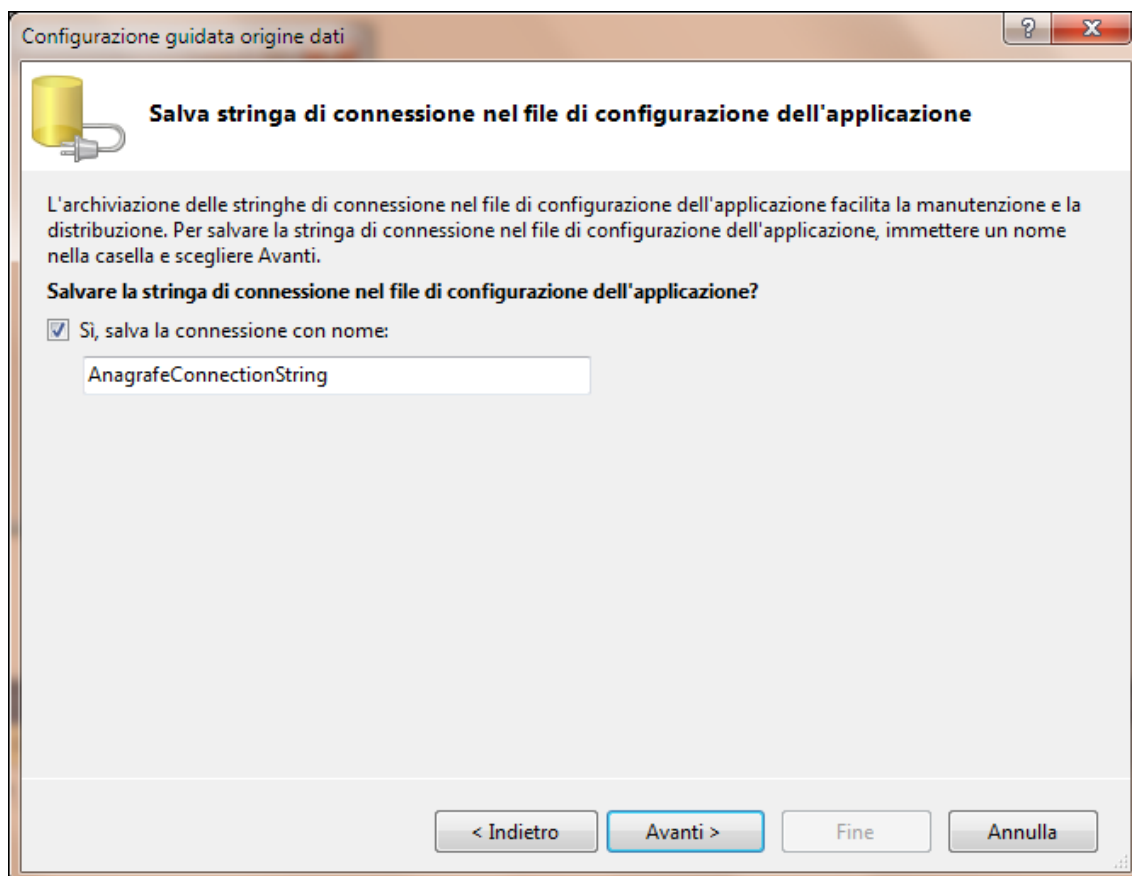 Configurazione guidata origine dati
Salva stringa di connessione nel file di configurazione dell'applicazione
L'archiviazione delle stringhe di connessione nel file di configurazione dell'applicazione facilita la manutenzione e la
distribuzione. Per salvare la stringa di connessione nel file di configurazione dell'applicazione, immettere un nome
nella casella e scegliere Avanti.
Salvare la stringa di connessione nel file di configurazione dell'applicazione?
Sì, salva la connessione con nome:
AnagrafeConnectionString
< Indietro Avanti > Fine Annulla